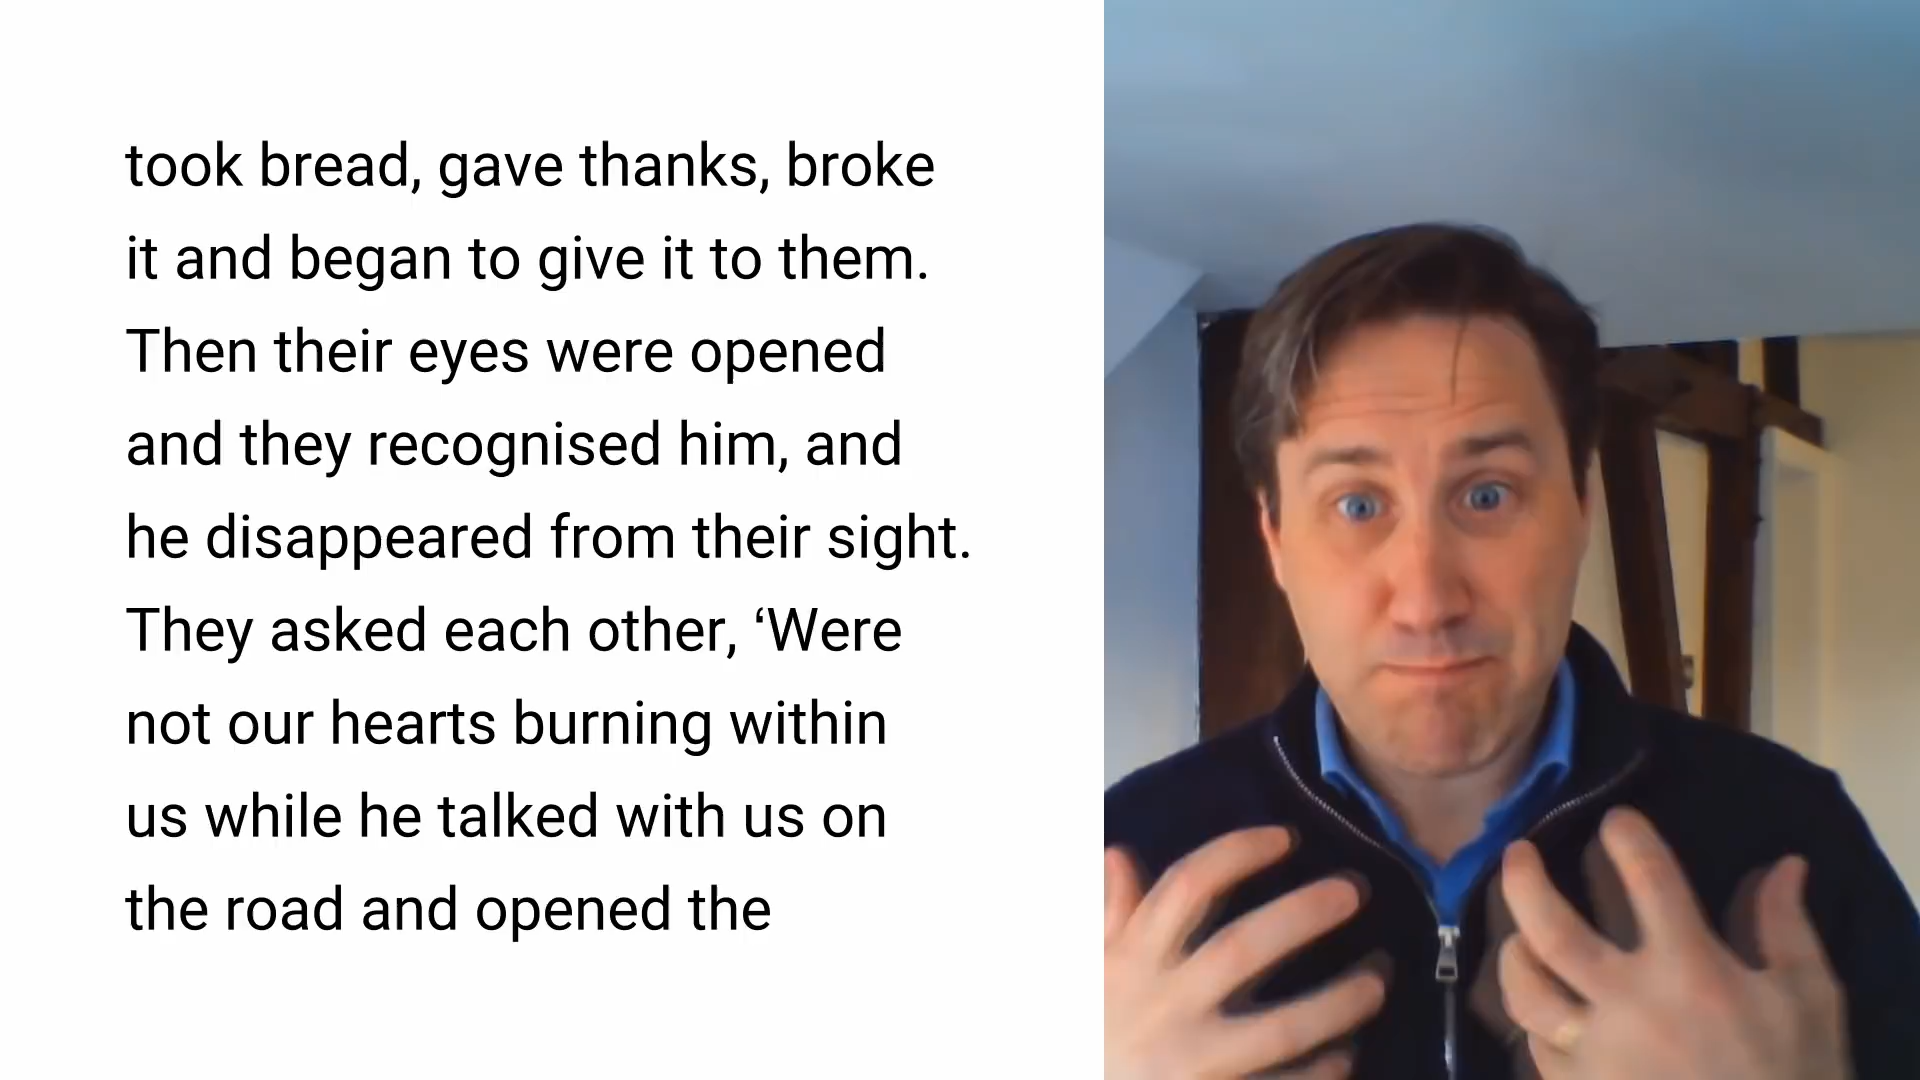 took bread, gave thanks, broke
it and began to give it to them.
Then their eyes were opened
and they recognised him, and
he disappeared from their sight.
They asked each other, ‘Were
not our hearts burning within
us while he talked with us on
the road and opened the